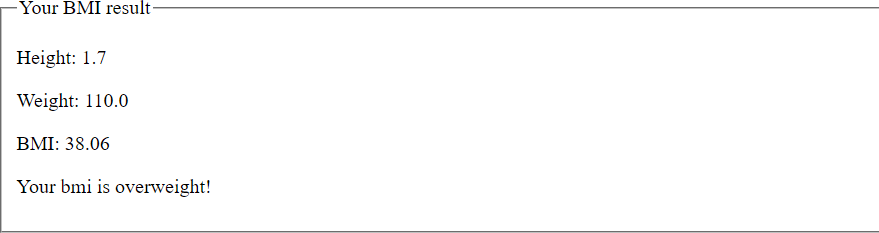 Your BMI result
Height: 1.7
Weight: 110.0
BMI: 38.06
Your bmi is overweight!